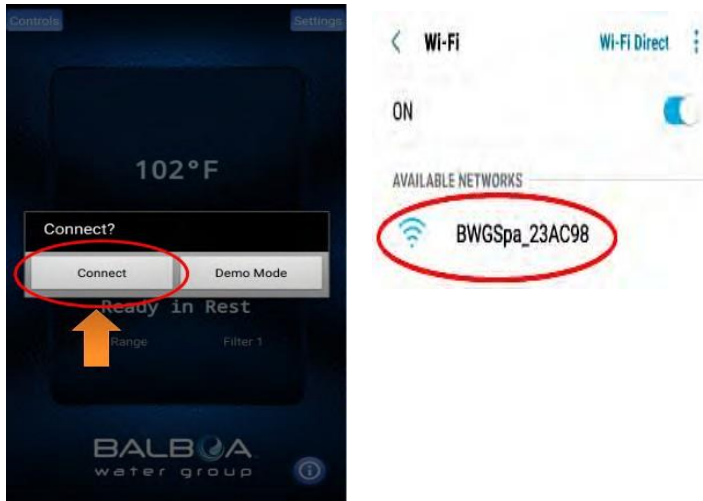 Controls
Settings
102°F
Connect?
Connect
Demo Mode
Ready in Rest
Range
Filter 1
BALBOA
water group
Wi-Fi
Wi-Fi Direct
ON
AVAILABLE NETWORKS
BWGSpa_23AC98